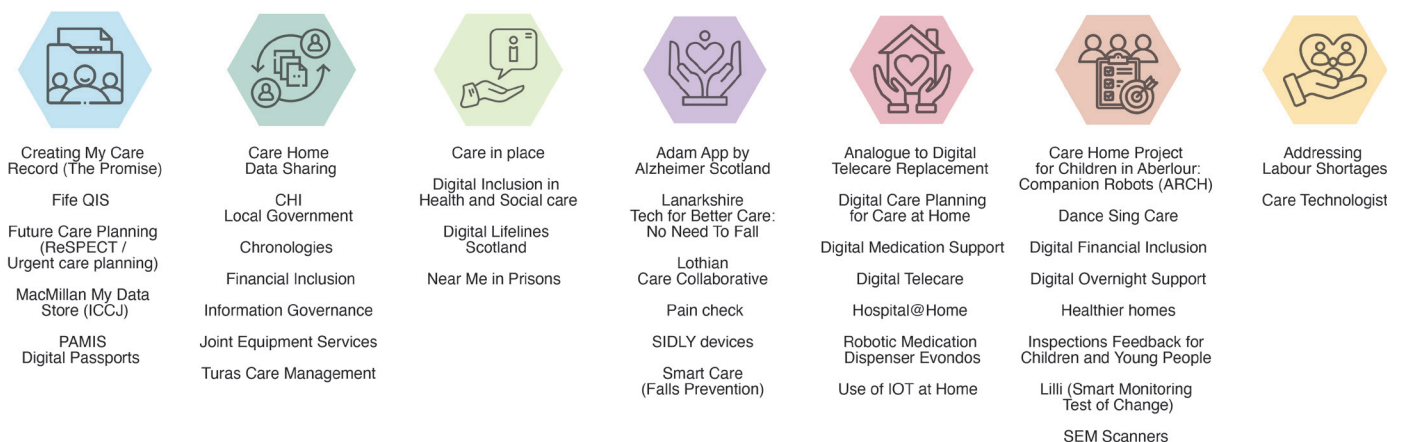 Creating My Care
Record (The Promise)
Fife QIS
Future Care Planning
(ReSPECT /
Urgent care planning)
MacMillan My Data
Store (ICCJ)
PAMIS
Digital Passports
Care Home
Data Sharing
CHI
Local Government
Chronologies
Financial Inclusion
Information Governance
Joint Equipment Services
Turas Care Management
Care in place
Digital Inclusion in
Health and Social care
Digital Lifelines
Scotland
Near Me in Prisons
Adam App by
Alzheimer Scotland
Lanarkshire
Tech for Better Care:
No Need To Fall
Lothian
Care Collaborative
Pain check
SIDLY devices
Smart Care
(Falls Prevention)
Analogue to Digital
Telecare Replacement
Digital Care Planning
for Care at Home
Digital Medication Support
Digital Telecare
Hospital@Home
Robotic Medication
Dispenser Evondos
Use of IOT at Home
Care Home Project
for Children in Aberlour:
Companion Robots (ARCH)
Dance Sing Care
Digital Financial Inclusion
Digital Overnight Support
Healthier homes
Inspections Feedback for
Children and Young People
Lilli (Smart Monitoring
Test of Change)
SEM Scanners
Addressing
Labour Shortages
Care Technologist